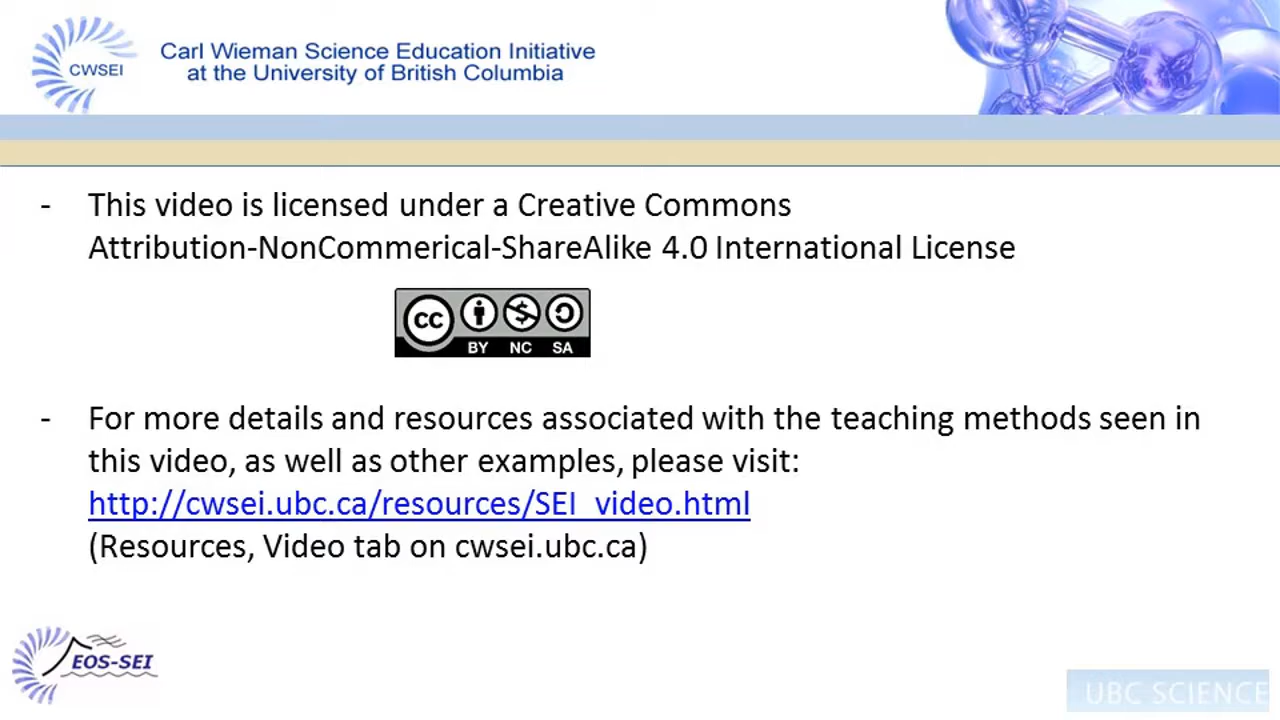 CWSEI
Carl Wieman Science Education Initiative
at the University of British Columbia
- This video is licensed under a Creative Commons
Attribution-NonCommerical-ShareAlike 4.0 International License
cc
BY NC SA
- For more details and resources associated with the teaching methods seen in
this video, as well as other examples, please visit:
http://cwsei.ubc.ca/resources/SEI_video.html
(Resources, Video tab on cwsei.ubc.ca)
EOS-SEI
UBC SCIENCE